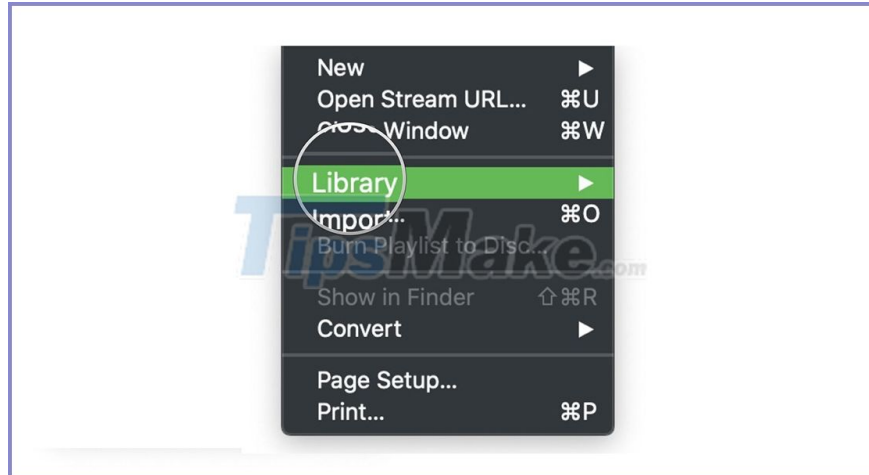 New ▶
Open Stream URL... ⌘U
Close Window ⌘W
Library ▶
Import... ⌘O
Burn Playlist to Disc...
TipsMake.com
Show in Finder ⇧⌘R
Convert ▶
Page Setup...
Print... ⌘P